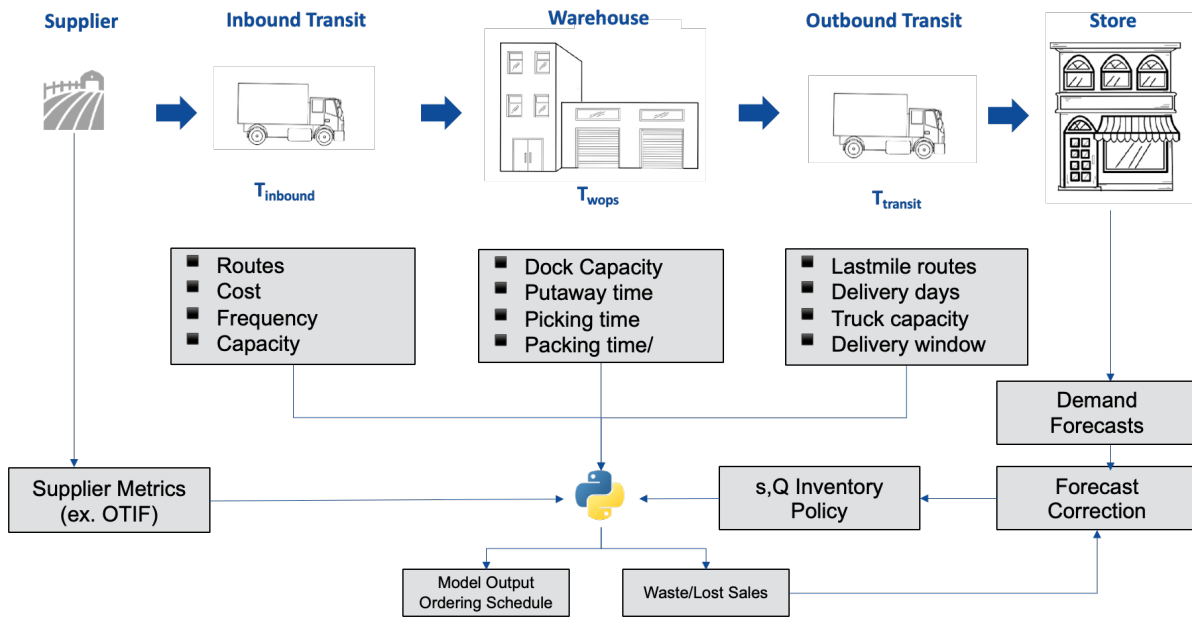 Supplier
Inbound Transit
Warehouse
Outbound Transit
Store
Tinbound
Twops
Ttransit
Routes
Cost
Frequency
Capacity
Dock Capacity
Putaway time
Picking time
Packing time/
Lastmile routes
Delivery days
Truck capacity
Delivery window
Demand
Forecasts
Supplier Metrics
(ex. OTIF)
s,Q Inventory
Policy
Forecast
Correction
Model Output
Ordering Schedule
Waste/Lost Sales